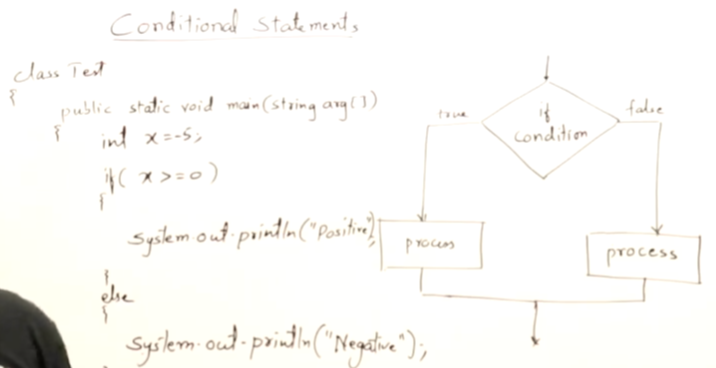 Conditional Statements
class Test
{
public static void main(string arg[])
{
int x=-5;
if( x>=0)
{
System.out.println("Positive");
}
else
{
System.out.println("Negative");
}
if
condition
true
false
process
process